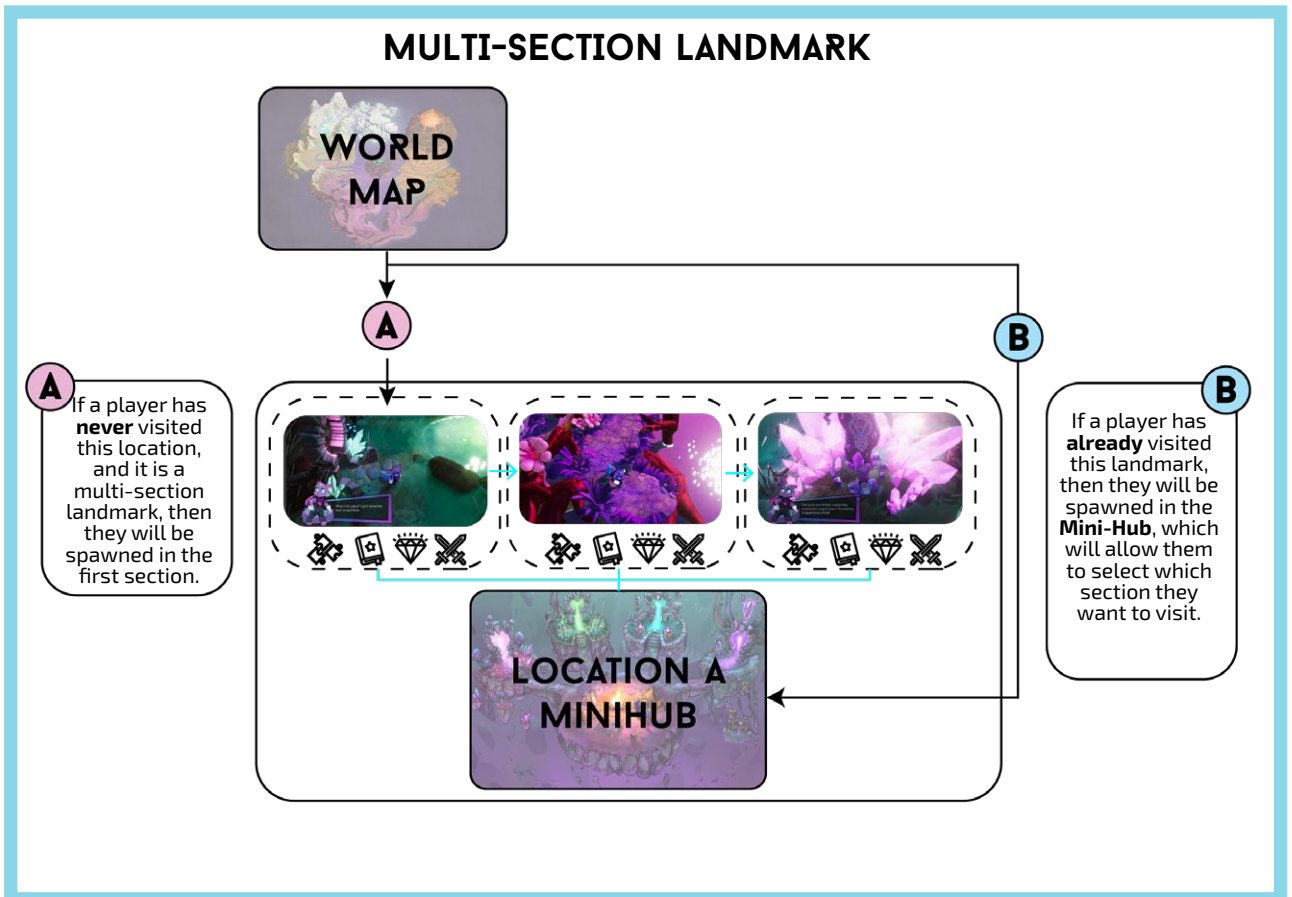 MULTI-SECTION LANDMARK
WORLD
MAP
A
B
A
If a player has
never visited
this location,
and it is a
multi-section
landmark, then
they will be
spawned in the
first section.
B
If a player has
already visited
this landmark,
then they will be
spawned in the
Mini-Hub, which
will allow them
to select which
section they
want to visit.
LOCATION A
MINIHUB